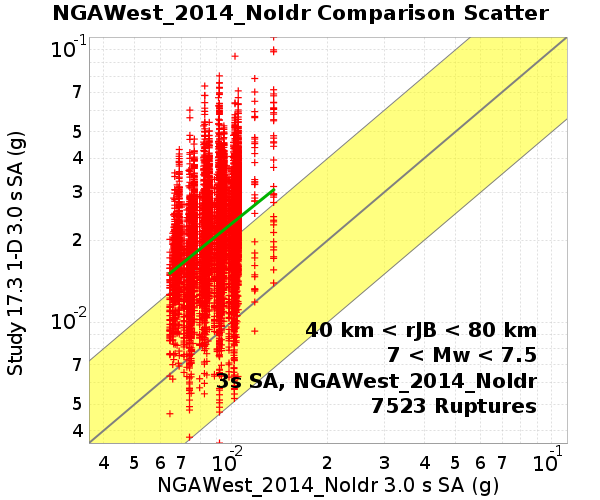 NGAWest_2014_NoIdr Comparison Scatter
10-1
7
5
4
3
2
10-2
7
5
4
Study 17.3 1-D 3.0 s SA (g)
40 km < rJB < 80 km
7 < Mw < 7.5
3s SA, NGAWest_2014_NoIdr
7523 Ruptures
4 5 6 7 10-2 2 3 4 5 6 7 10-1
NGAWest_2014_NoIdr 3.0 s SA (g)